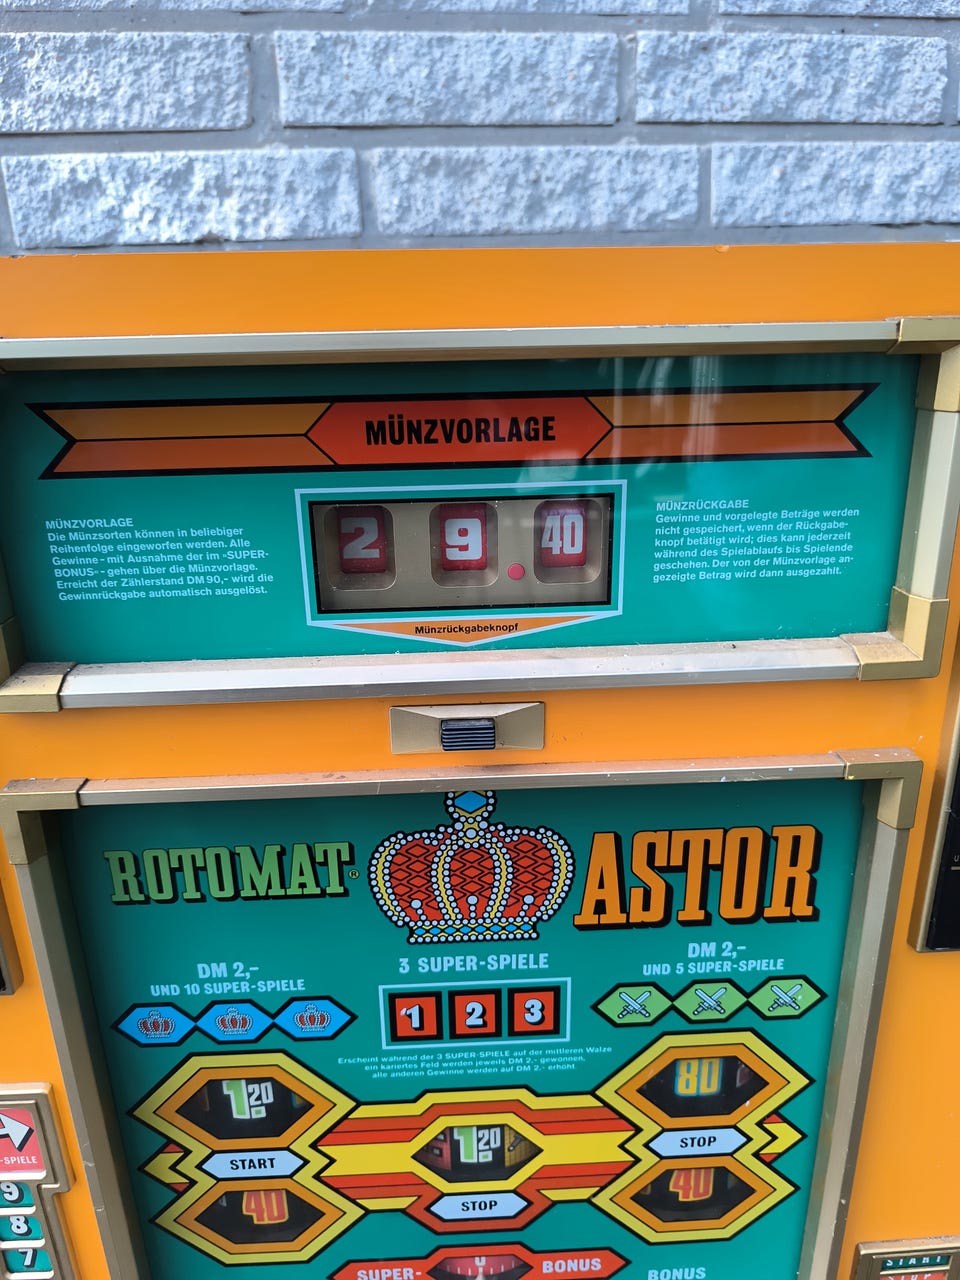 MÜNZVORLAGE
MÜNZVORLAGE
Die Münzsorten können in beliebiger
Reihenfolge eingeworfen werden. Alle
Gewinne - mit Ausnahme der im -SUPER-
BONUS- - gehen über die Münzvorlage.
Erreicht der Zählerstand DM 90,- wird die
Gewinnrückgabe automatisch ausgelöst.
2 9 40
MÜNZRÜCKGABE
Gewinne und vorgelegte Beträge werden
nicht gespeichert, wenn der Rückgabe-
knopf betätigt wird; dies kann jederzeit
während des Spielablaufs bis Spielende
geschehen. Der von der Münzvorlage an-
gezeigte Betrag wird dann ausgezahlt.
Münzrückgabeknopf
ROTOMAT® ASTOR
DM 2,-
UND 10 SUPER-SPIELE
3 SUPER-SPIELE
1 2 3
DM 2,-
UND 5 SUPER-SPIELE
Erscheint während der 3 SUPER-SPIELE auf der mittleren Walze
ein kariertes Feld werden jeweils DM 2,- gewonnen,
alle anderen Gewinne werden auf DM 2,- erhöht.
1.20
80
1.20
START
STOP
40
STOP
40
SUPER-
BONUS
BONUS
-SPIELE
9
8
7
START